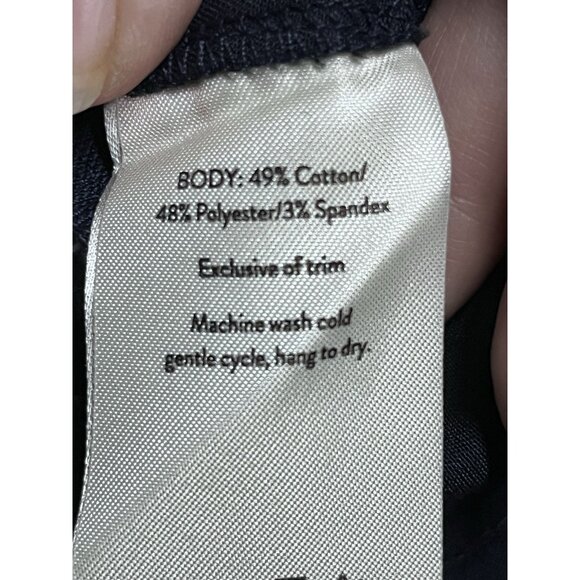 BODY: 49% Cotton/
48% Polyester/3% Spandex
Exclusive of trim
Machine wash cold
gentle cycle, hang to dry.